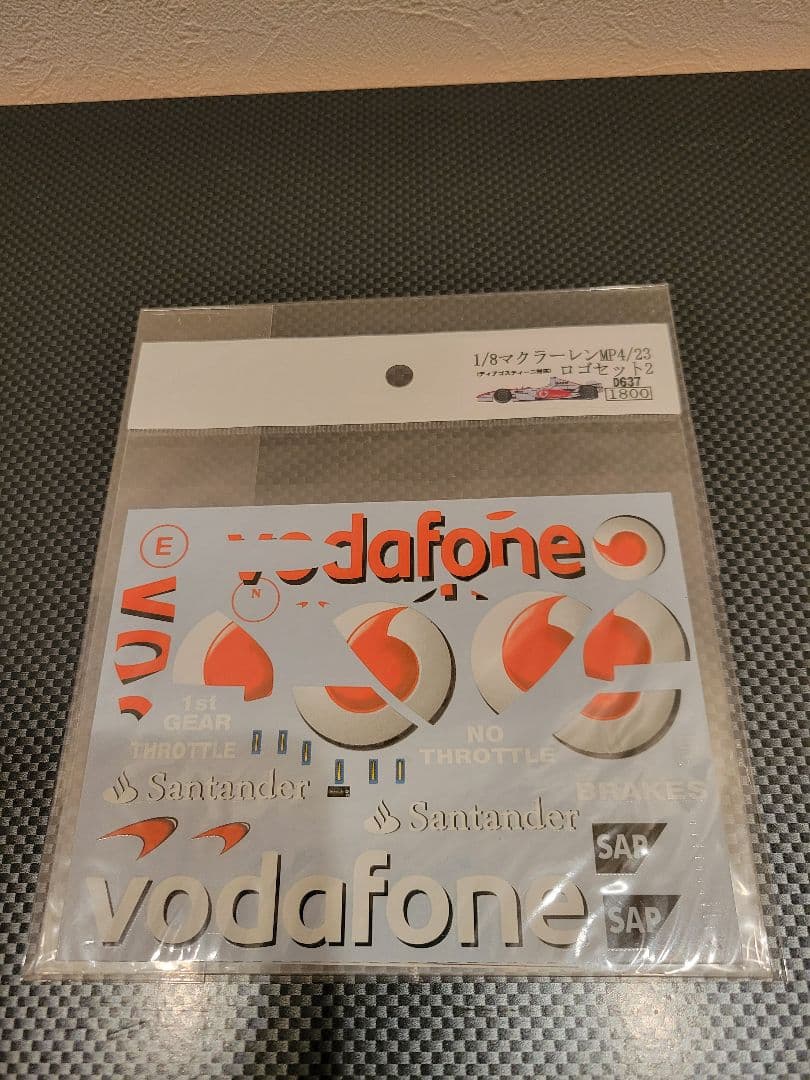 1/8マクラーレンMP4/23
(ディアゴスティーニ対応) ロゴセット2
D637
1800
E
vodafone
N
vo
1st
GEAR
THROTTLE
NO
THROTTLE
Santander
BRAKES
Santander
SAP
vodafone
SAP